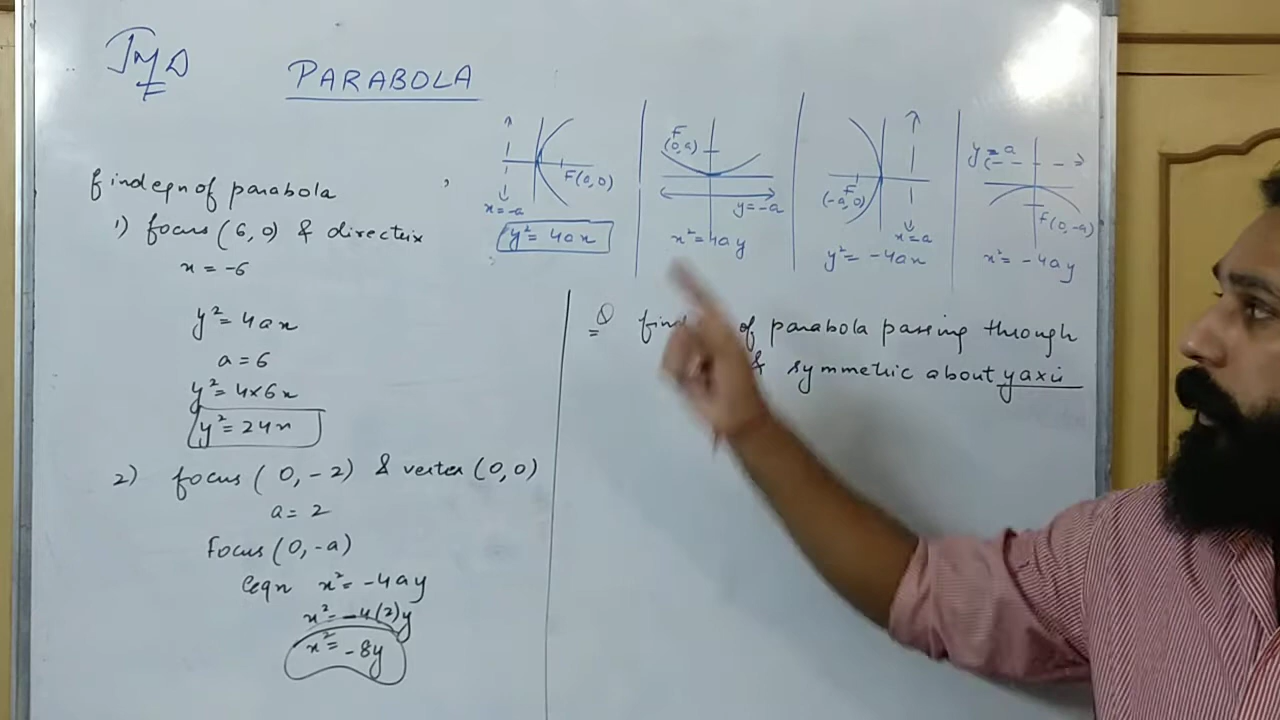 JMD
PARABOLA
find eqn of parabola
1) focus (6, 0) & directrix
x = -6
y² = 4ax
a = 6
y² = 4×6x
y² = 24x
2) focus (0, -2) & vertex (0, 0)
a = 2
Focus (0, -a)
eqn x² = -4ay
x² = -4(2)y
x² = -8y
F(0, 0)
x = -a
y² = 4ax
F
(0, a)
y = -a
x² = 4ay
F
(-a, 0)
x = a
y² = -4ax
y = a
F(0, -a)
x² = -4ay
Q find of parabola passing through
& symmetric about y axis